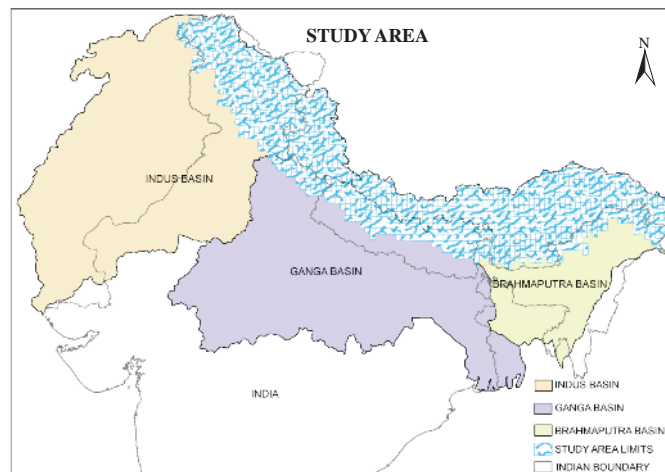 STUDY AREA
N
INDUS BASIN
GANGA BASIN
BRAHMAPUTRA BASIN
INDIA
INDUS BASIN
GANGA BASIN
BRAHMAPUTRA BASIN
STUDY AREA LIMITS
INDIAN BOUNDARY